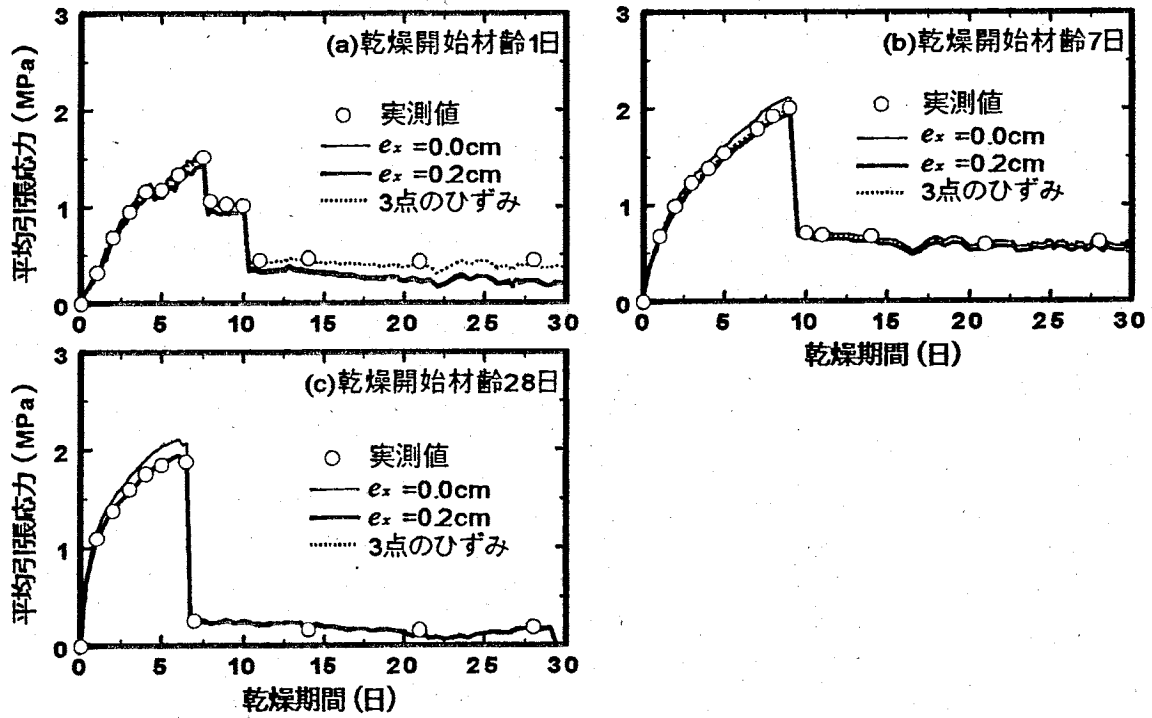 (a)乾燥開始材齢1日
平均引張応力 (MPa)
3
2
1
0
実測値
ex =0.0cm
ex =0.2cm
3点のひずみ
0 5 10 15 20 25 30
(b)乾燥開始材齢7日
3
2
1
0
実測値
ex =0.0cm
ex =0.2cm
3点のひずみ
0 5 10 15 20 25 30
乾燥期間 (日)
(c)乾燥開始材齢28日
平均引張応力 (MPa)
3
2
1
0
実測値
ex =0.0cm
ex =0.2cm
3点のひずみ
0 5 10 15 20 25 30
乾燥期間 (日)